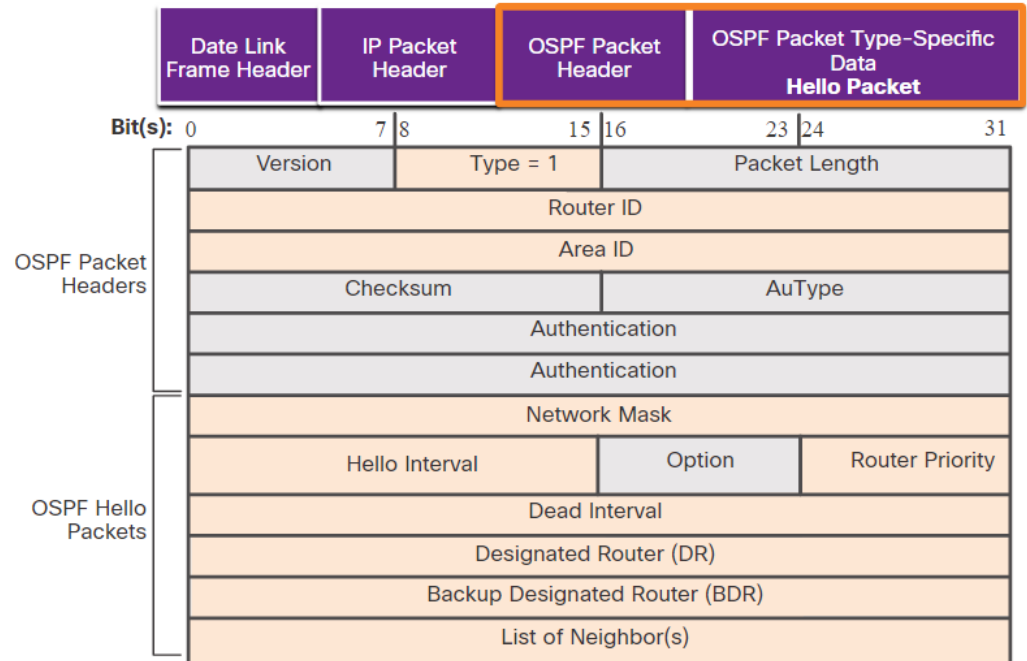 Date Link
Frame Header
IP Packet
Header
OSPF Packet
Header
OSPF Packet Type-Specific
Data
Hello Packet
Bit(s): 0 7 8 15 16 23 24 31
OSPF Packet
Headers
Version Type = 1 Packet Length
Router ID
Area ID
Checksum AuType
Authentication
Authentication
OSPF Hello
Packets
Network Mask
Hello Interval Option Router Priority
Dead Interval
Designated Router (DR)
Backup Designated Router (BDR)
List of Neighbor(s)